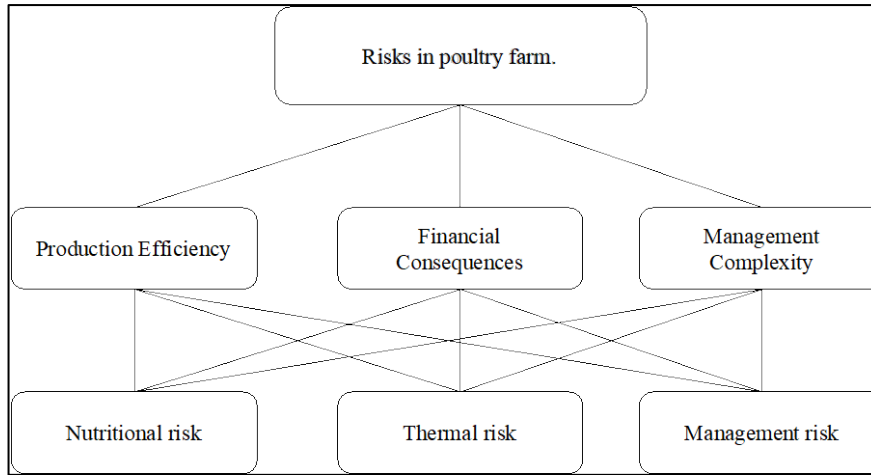 Risks in poultry farm.
Production Efficiency
Financial
Consequences
Management
Complexity
Nutritional risk
Thermal risk
Management risk